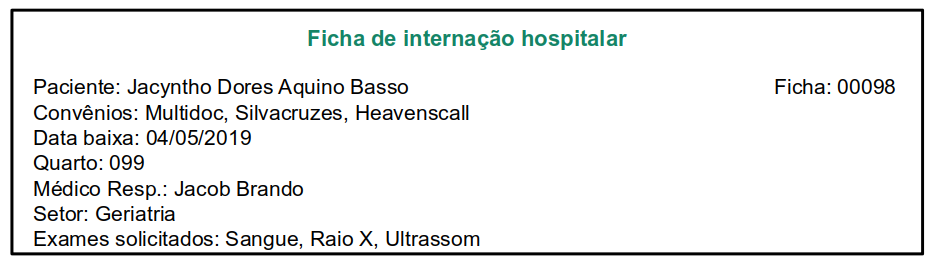 Ficha de internação hospitalar
Paciente: Jacyntho Dores Aquino Basso Ficha: 00098
Convênios: Multidoc, Silvacruzes, Heavenscall
Data baixa: 04/05/2019
Quarto: 099
Médico Resp.: Jacob Brando
Setor: Geriatria
Exames solicitados: Sangue, Raio X, Ultrassom